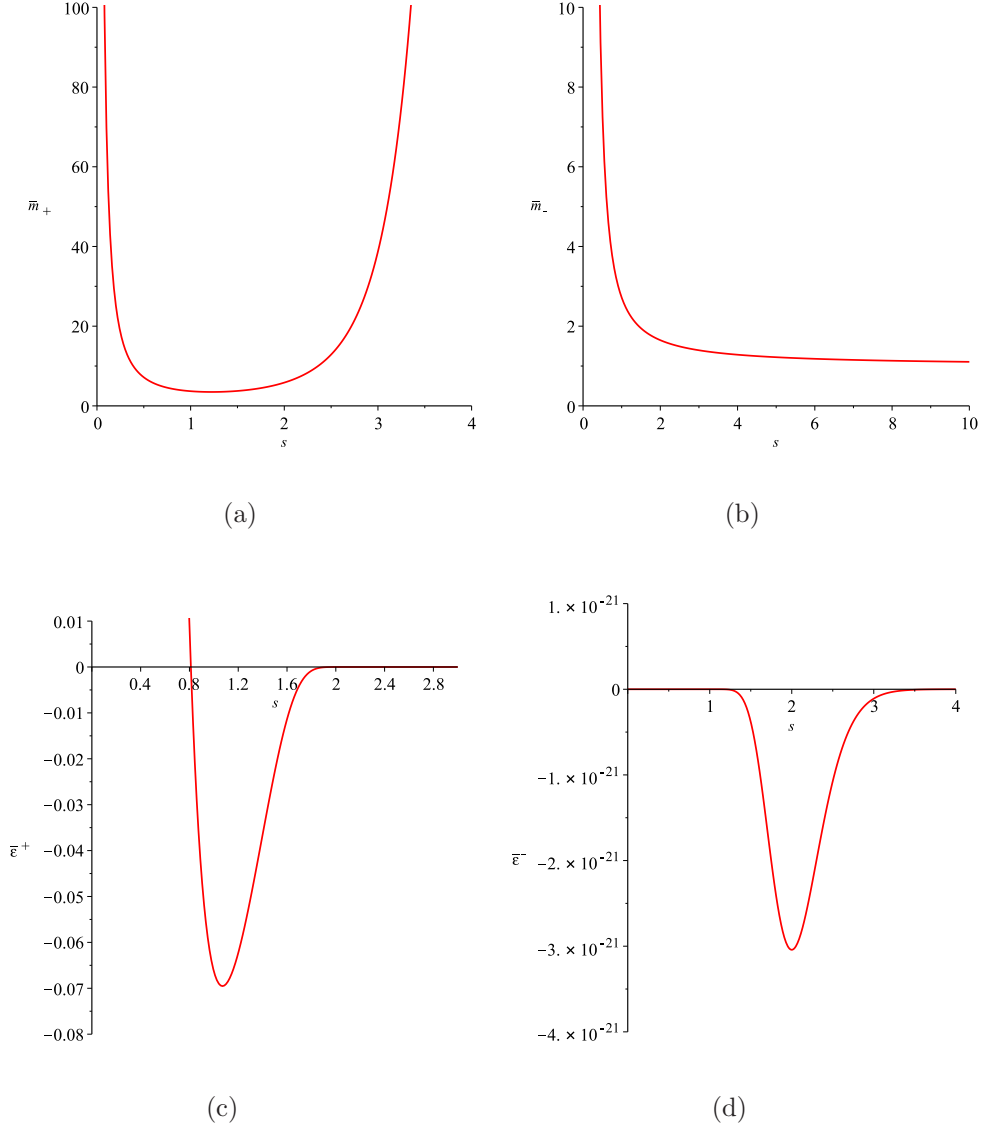 100
80
60
40
20
0
m̅ +
0 1 2 3 4
s
(a)
10
8
6
4
2
0
m̅ -
0 2 4 6 8 10
s
(b)
0.01
0
−0.01
−0.02
−0.03
−0.04
−0.05
−0.06
−0.07
−0.08
ε̅ +
0.4 0.8 1.2 1.6 2 2.4 2.8
s
(c)
1. × 10⁻²¹
0
−1. × 10⁻²¹
−2. × 10⁻²¹
−3. × 10⁻²¹
−4. × 10⁻²¹
ε̅ -
1 2 3 4
s
(d)